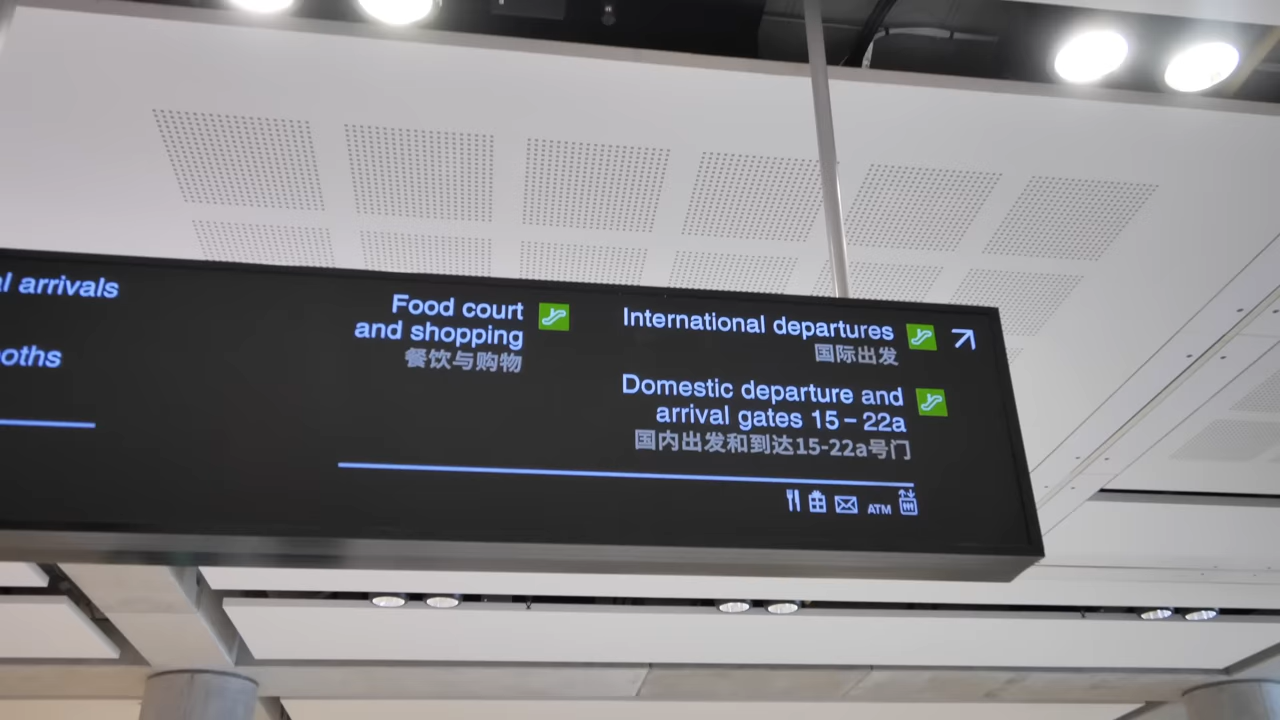 arrivals
Food court
and shopping
餐饮与购物
International departures
国际出发
Domestic departure and
arrival gates 15 – 22a
国内出发和到达15-22a号门
ATM